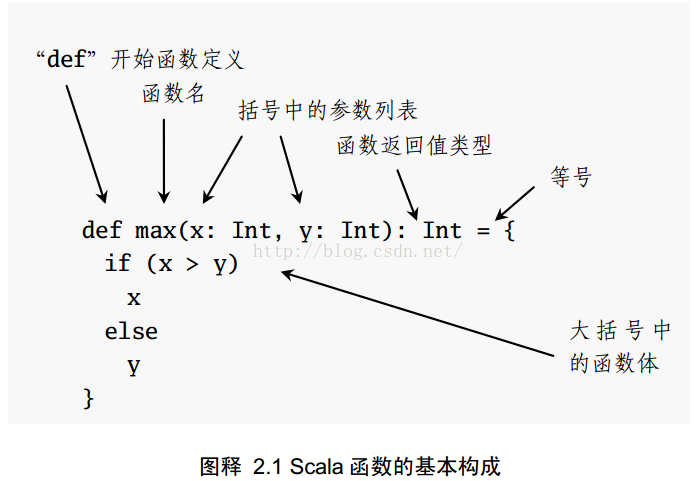 “def”开始函数定义
函数名
括号中的参数列表
函数返回值类型
等号
def max(x: Int, y: Int): Int = {
http://blog.csdn.net/
if (x > y)
x
else
y
}
大括号中
的函数体
图释 2.1 Scala 函数的基本构成